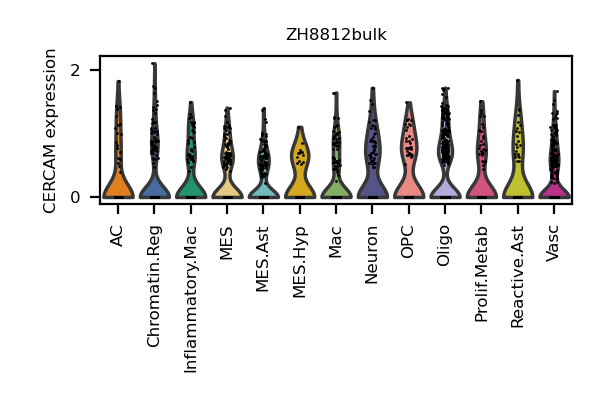 ZH8812bulk
CERCAM expression
2
0
AC
Chromatin.Reg
Inflammatory.Mac
MES
MES.Ast
MES.Hyp
Mac
Neuron
OPC
Oligo
Prolif.Metab
Reactive.Ast
Vasc